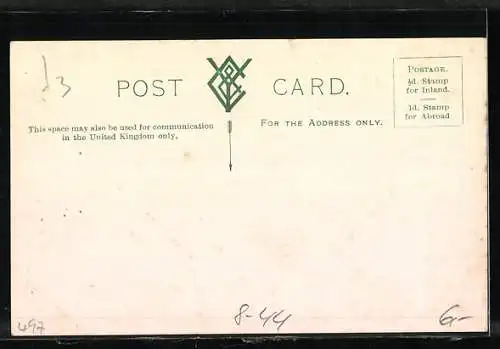 13
POST CARD.
POSTAGE.
½d. Stamp
for Inland.
1d. Stamp
for Abroad
This space may also be used for communication
in the United Kingdom only.
FOR THE ADDRESS ONLY.
497
8-44
6-